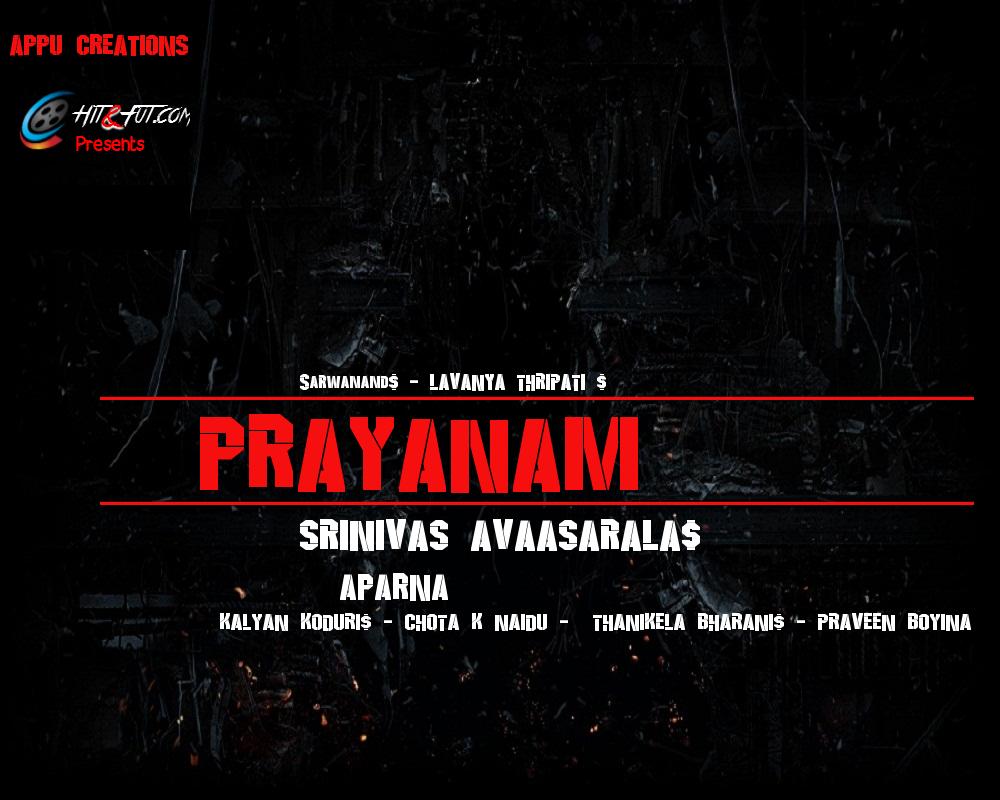 APPU CREATIONS
HIT&FUT.COM
Presents
SARWANAND$ - LAVANYA THRIPATI $
PRAYANAM
SRINIVAS AVAASARALA$
APARNA
KALYAN KODURI$ - CHOTA K NAIDU - THANIKELA BHARANI$ - PRAVEEN BOYINA